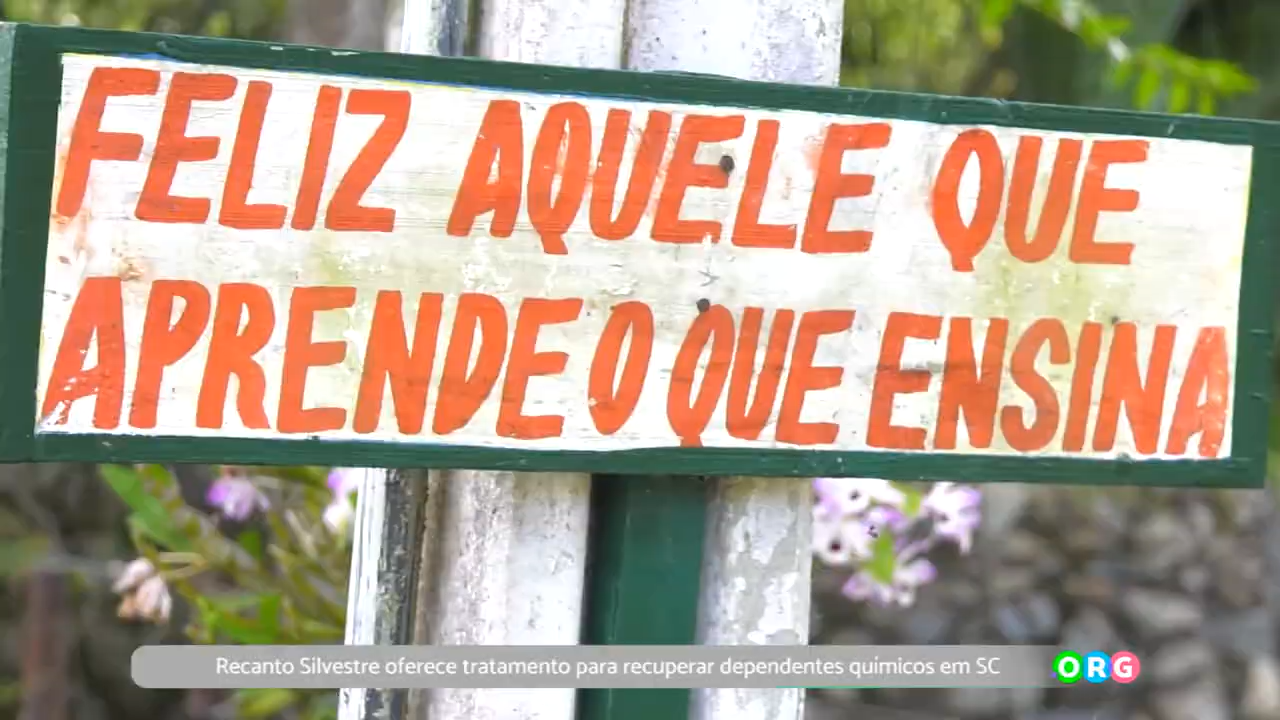 FELIZ AQUELE QUE
APRENDE O QUE ENSINA
Recanto Silvestre oferece tratamento para recuperar dependentes químicos em SC
ORG